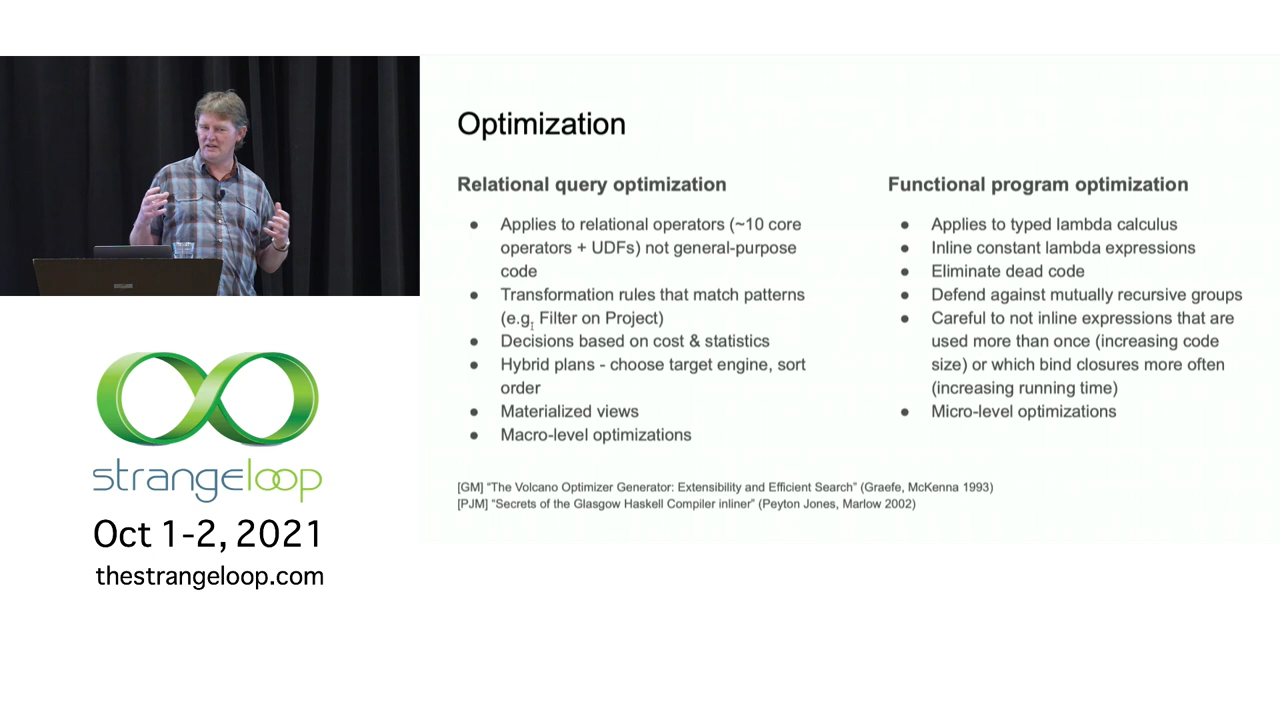 Optimization
Relational query optimization
● Applies to relational operators (~10 core
operators + UDFs) not general-purpose
code
● Transformation rules that match patterns
(e.g. Filter on Project)
● Decisions based on cost & statistics
● Hybrid plans - choose target engine, sort
order
● Materialized views
● Macro-level optimizations
Functional program optimization
● Applies to typed lambda calculus
● Inline constant lambda expressions
● Eliminate dead code
● Defend against mutually recursive groups
● Careful to not inline expressions that are
used more than once (increasing code
size) or which bind closures more often
(increasing running time)
● Micro-level optimizations
[GM] “The Volcano Optimizer Generator: Extensibility and Efficient Search” (Graefe, McKenna 1993)
[PJM] “Secrets of the Glasgow Haskell Compiler inliner” (Peyton Jones, Marlow 2002)
strangeloop
Oct 1-2, 2021
thestrangeloop.com